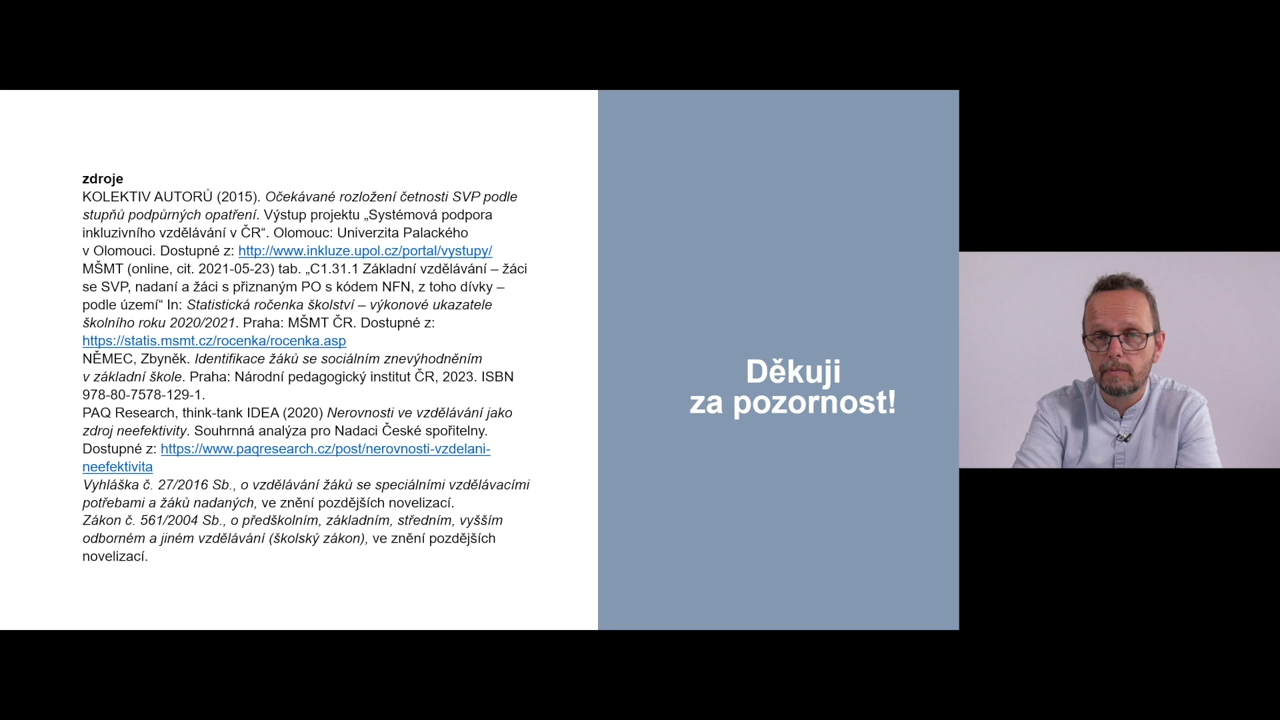 zdroje
KOLEKTIV AUTORŮ (2015). Očekávané rozložení četnosti SVP podle
stupňů podpůrných opatření. Výstup projektu „Systémová podpora
inkluzivního vzdělávání v ČR“. Olomouc: Univerzita Palackého
v Olomouci. Dostupné z: http://www.inkluze.upol.cz/portal/vystupy/
MŠMT (online, cit. 2021-05-23) tab. „C1.31.1 Základní vzdělávání – žáci
se SVP, nadaní a žáci s přiznaným PO s kódem NFN, z toho dívky –
podle území“ In: Statistická ročenka školství – výkonové ukazatele
školního roku 2020/2021. Praha: MŠMT ČR. Dostupné z:
https://statis.msmt.cz/rocenka/rocenka.asp
NĚMEC, Zbyněk. Identifikace žáků se sociálním znevýhodněním
v základní škole. Praha: Národní pedagogický institut ČR, 2023. ISBN
978-80-7578-129-1.
PAQ Research, think-tank IDEA (2020) Nerovnosti ve vzdělávání jako
zdroj neefektivity. Souhrnná analýza pro Nadaci České spořitelny.
Dostupné z: https://www.paqresearch.cz/post/nerovnosti-vzdelani-
neefektivita
Vyhláška č. 27/2016 Sb., o vzdělávání žáků se speciálními vzdělávacími
potřebami a žáků nadaných, ve znění pozdějších novelizací.
Zákon č. 561/2004 Sb., o předškolním, základním, středním, vyšším
odborném a jiném vzdělávání (školský zákon), ve znění pozdějších
novelizací.
Děkuji
za pozornost!